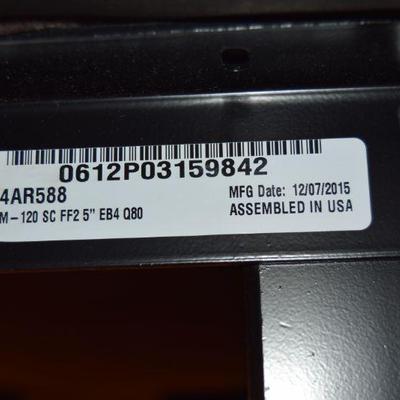 0612P03159842
4AR588
MFG Date: 12/07/2015
M-120 SC FF2 5" EB4 Q80
ASSEMBLED IN USA